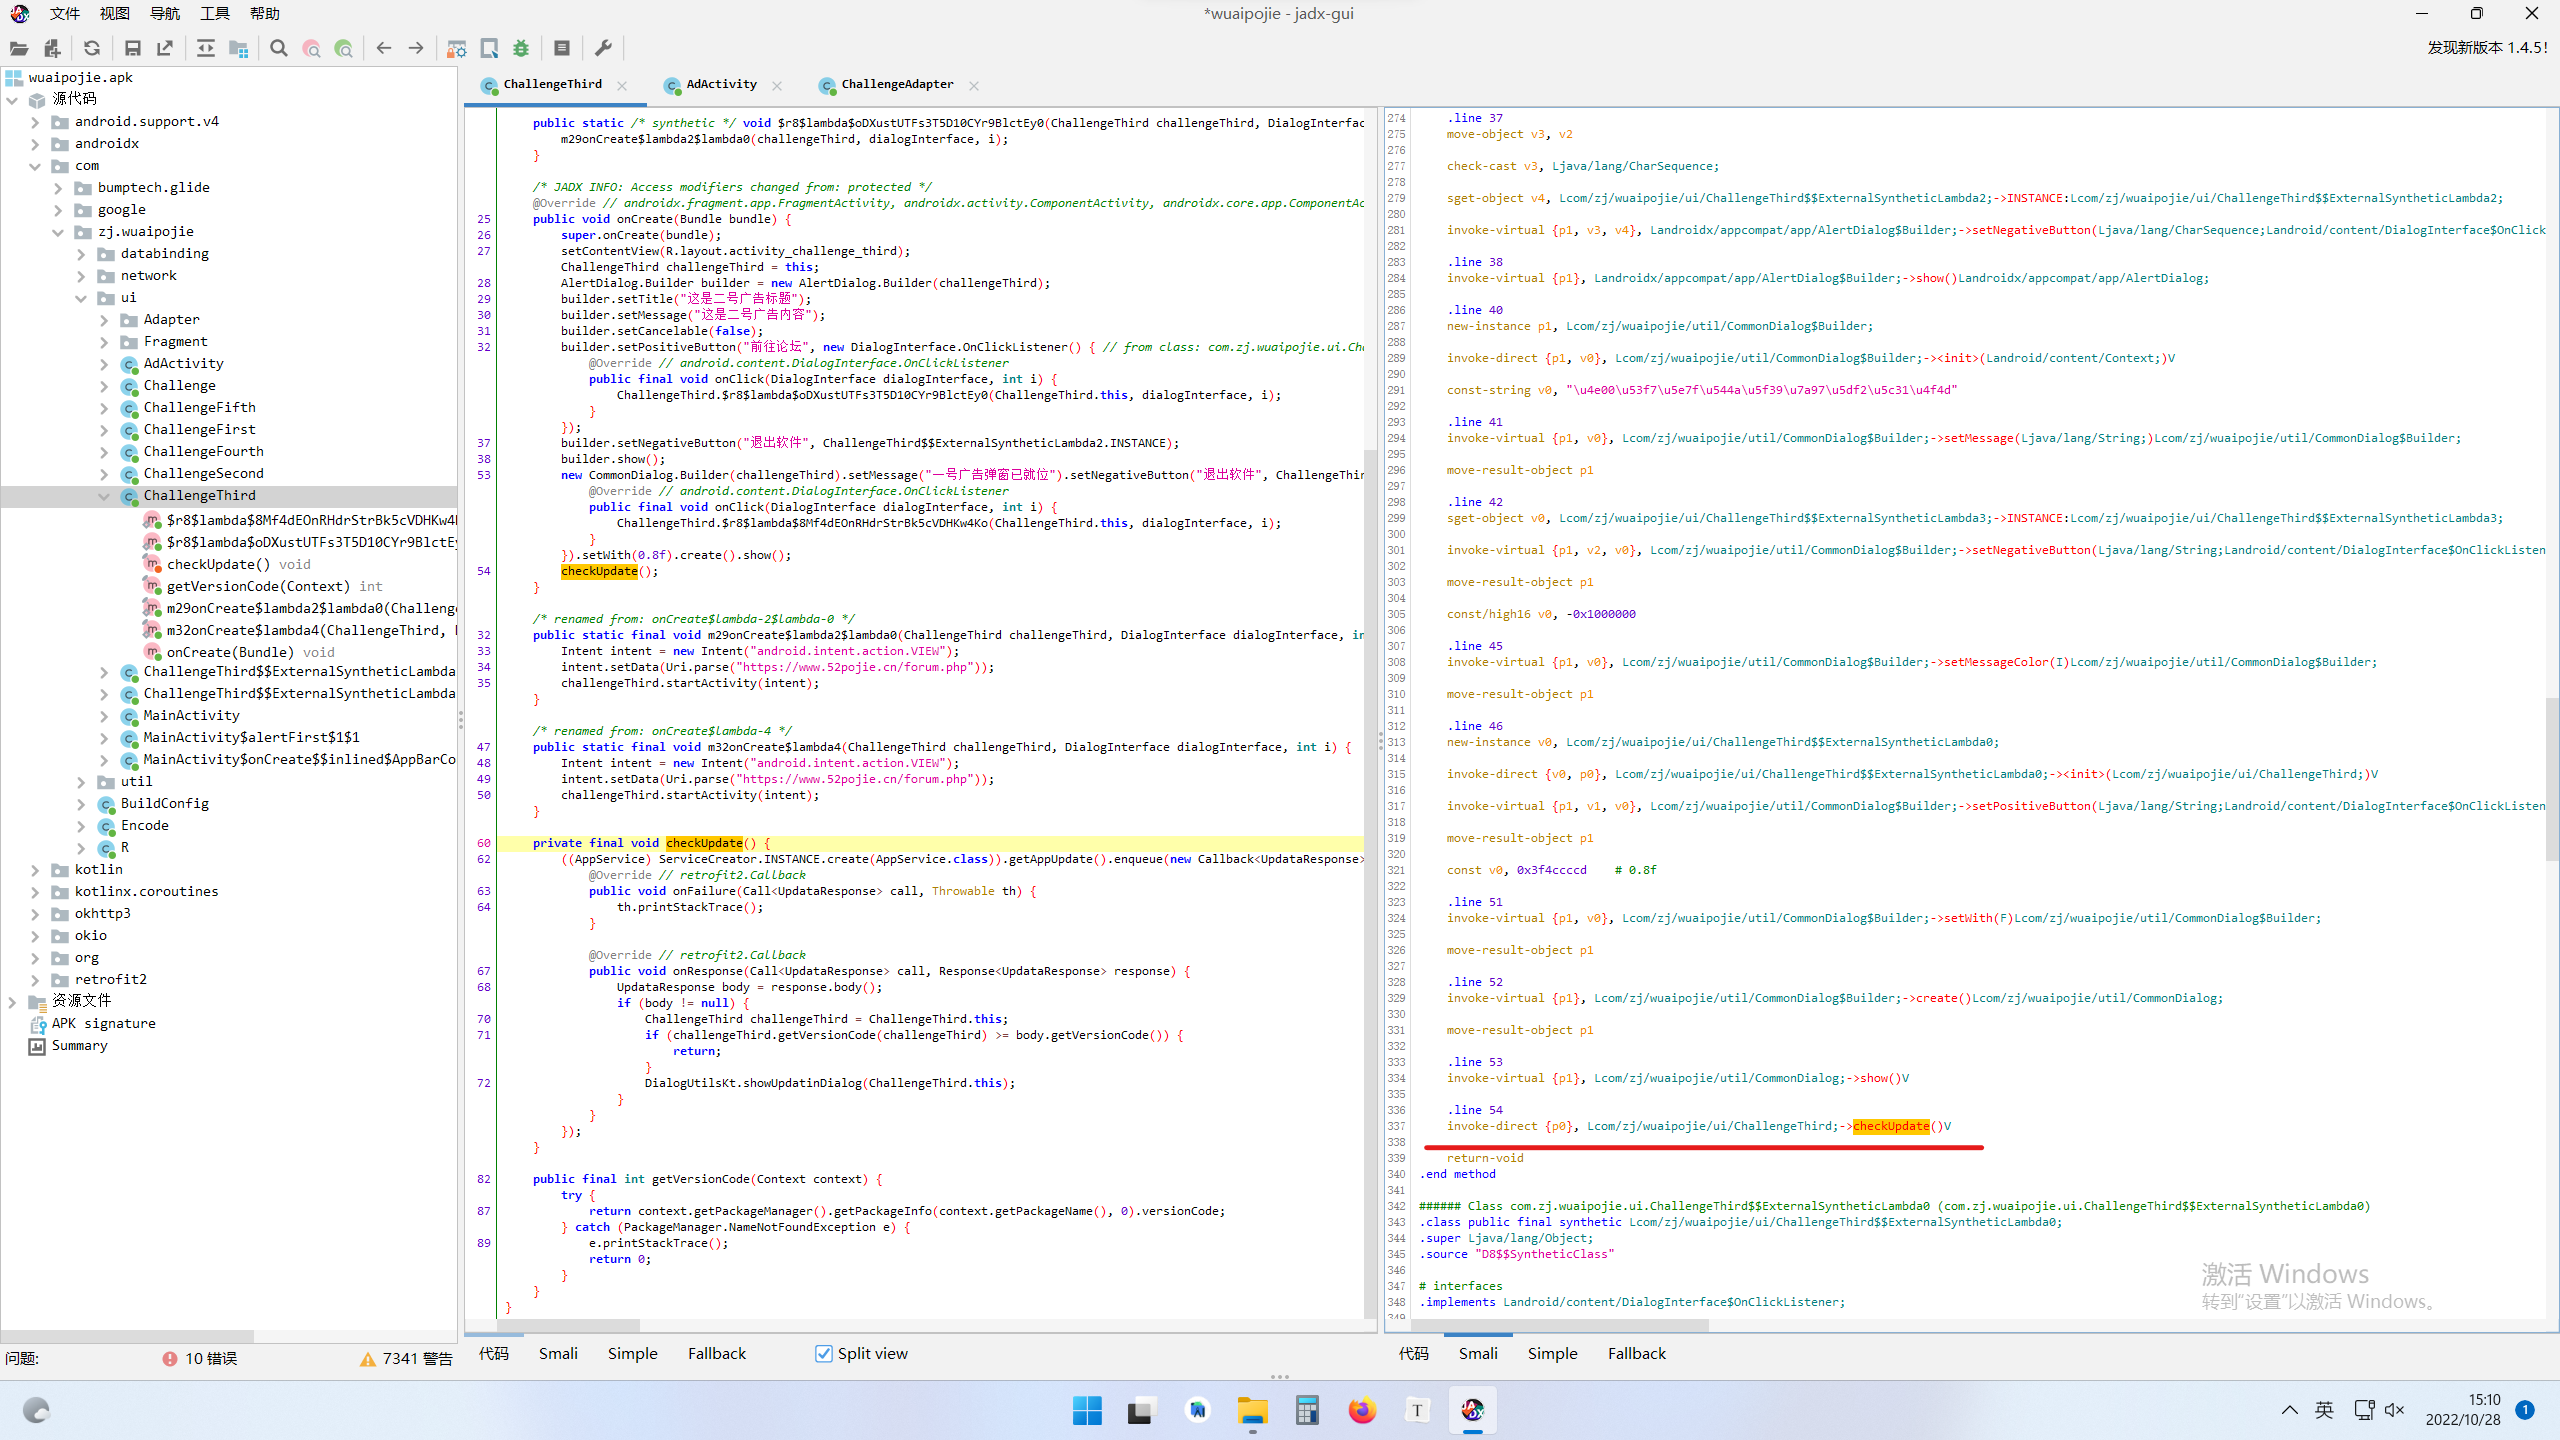 文件 视图 导航 工具 帮助
*wuaipojie - jadx-gui
发现新版本 1.4.5!
wuaipojie.apk
源代码
android.support.v4
androidx
com
bumptech.glide
google
zj.wuaipojie
databinding
network
ui
Adapter
Fragment
AdActivity
Challenge
ChallengeFifth
ChallengeFirst
ChallengeFourth
ChallengeSecond
ChallengeThird
$r8$lambda$8Mf4dEOnRHdrStrBk5cVDHKw4
$r8$lambda$oDXustUTFs3T5D10CYr9BlctEy
checkUpdate() void
getVersionCode(Context) int
m29onCreate$lambda2$lambda0(Challeng
m32onCreate$lambda4(ChallengeThird,
onCreate(Bundle) void
ChallengeThird$$ExternalSyntheticLambda
ChallengeThird$$ExternalSyntheticLambda
MainActivity
MainActivity$alertFirst$1$1
MainActivity$onCreate$$inlined$AppBarCo
util
BuildConfig
Encode
R
kotlin
kotlinx.coroutines
okhttp3
okio
org
retrofit2
资源文件
APK signature
Summary
问题: 10 错误 7341 警告
ChallengeThird AdActivity ChallengeAdapter
public static /* synthetic */ void $r8$lambda$oDXustUTFs3T5D10CYr9BlctEy0(ChallengeThird challengeThird, DialogInterfac
m29onCreate$lambda2$lambda0(challengeThird, dialogInterface, i);
}
/* JADX INFO: Access modifiers changed from: protected */
@Override // androidx.fragment.app.FragmentActivity, androidx.activity.ComponentActivity, androidx.core.app.ComponentAc
25 public void onCreate(Bundle bundle) {
26 super.onCreate(bundle);
27 setContentView(R.layout.activity_challenge_third);
ChallengeThird challengeThird = this;
28 AlertDialog.Builder builder = new AlertDialog.Builder(challengeThird);
29 builder.setTitle("这是二号广告标题");
30 builder.setMessage("这是二号广告内容");
31 builder.setCancelable(false);
32 builder.setPositiveButton("前往论坛", new DialogInterface.OnClickListener() { // from class: com.zj.wuaipojie.ui.Cha
@Override // android.content.DialogInterface.OnClickListener
public final void onClick(DialogInterface dialogInterface, int i) {
ChallengeThird.$r8$lambda$oDXustUTFs3T5D10CYr9BlctEy0(ChallengeThird.this, dialogInterface, i);
}
});
37 builder.setNegativeButton("退出软件", ChallengeThird$$ExternalSyntheticLambda2.INSTANCE);
38 builder.show();
53 new CommonDialog.Builder(challengeThird).setMessage("一号广告弹窗已就位").setNegativeButton("退出软件", ChallengeThir
@Override // android.content.DialogInterface.OnClickListener
public final void onClick(DialogInterface dialogInterface, int i) {
ChallengeThird.$r8$lambda$8Mf4dEOnRHdrStrBk5cVDHKw4Ko(ChallengeThird.this, dialogInterface, i);
}
}).setWith(0.8f).create().show();
54 checkUpdate();
}
/* renamed from: onCreate$lambda-2$lambda-0 */
32 public static final void m29onCreate$lambda2$lambda0(ChallengeThird challengeThird, DialogInterface dialogInterface, in
33 Intent intent = new Intent("android.intent.action.VIEW");
34 intent.setData(Uri.parse("https://www.52pojie.cn/forum.php"));
35 challengeThird.startActivity(intent);
}
/* renamed from: onCreate$lambda-4 */
47 public static final void m32onCreate$lambda4(ChallengeThird challengeThird, DialogInterface dialogInterface, int i) {
48 Intent intent = new Intent("android.intent.action.VIEW");
49 intent.setData(Uri.parse("https://www.52pojie.cn/forum.php"));
50 challengeThird.startActivity(intent);
}
60 private final void checkUpdate() {
62 ((AppService) ServiceCreator.INSTANCE.create(AppService.class)).getAppUpdate().enqueue(new Callback<UpdataResponse>
@Override // retrofit2.Callback
63 public void onFailure(Call<UpdataResponse> call, Throwable th) {
64 th.printStackTrace();
}
@Override // retrofit2.Callback
67 public void onResponse(Call<UpdataResponse> call, Response<UpdataResponse> response) {
68 UpdataResponse body = response.body();
if (body != null) {
70 ChallengeThird challengeThird = ChallengeThird.this;
71 if (challengeThird.getVersionCode(challengeThird) >= body.getVersionCode()) {
return;
}
72 DialogUtilsKt.showUpdatinDialog(ChallengeThird.this);
}
}
});
}
82 public final int getVersionCode(Context context) {
try {
87 return context.getPackageManager().getPackageInfo(context.getPackageName(), 0).versionCode;
} catch (PackageManager.NameNotFoundException e) {
89 e.printStackTrace();
return 0;
}
}
}
代码 Smali Simple Fallback Split view
274 .line 37
275 move-object v3, v2
276
277 check-cast v3, Ljava/lang/CharSequence;
278
279 sget-object v4, Lcom/zj/wuaipojie/ui/ChallengeThird$$ExternalSyntheticLambda2;->INSTANCE:Lcom/zj/wuaipojie/ui/ChallengeThird$$ExternalSyntheticLambda2;
280
281 invoke-virtual {p1, v3, v4}, Landroidx/appcompat/app/AlertDialog$Builder;->setNegativeButton(Ljava/lang/CharSequence;Landroid/content/DialogInterface$OnClick
282
283 .line 38
284 invoke-virtual {p1}, Landroidx/appcompat/app/AlertDialog$Builder;->show()Landroidx/appcompat/app/AlertDialog;
285
286 .line 40
287 new-instance p1, Lcom/zj/wuaipojie/util/CommonDialog$Builder;
288
289 invoke-direct {p1, v0}, Lcom/zj/wuaipojie/util/CommonDialog$Builder;-><init>(Landroid/content/Context;)V
290
291 const-string v0, "\u4e00\u53f7\u5e7f\u544a\u5f39\u7a97\u5df2\u5c31\u4f4d"
292
293 .line 41
294 invoke-virtual {p1, v0}, Lcom/zj/wuaipojie/util/CommonDialog$Builder;->setMessage(Ljava/lang/String;)Lcom/zj/wuaipojie/util/CommonDialog$Builder;
295
296 move-result-object p1
297
298 .line 42
299 sget-object v0, Lcom/zj/wuaipojie/ui/ChallengeThird$$ExternalSyntheticLambda3;->INSTANCE:Lcom/zj/wuaipojie/ui/ChallengeThird$$ExternalSyntheticLambda3;
300
301 invoke-virtual {p1, v2, v0}, Lcom/zj/wuaipojie/util/CommonDialog$Builder;->setNegativeButton(Ljava/lang/String;Landroid/content/DialogInterface$OnClickListen
302
303 move-result-object p1
304
305 const/high16 v0, -0x1000000
306
307 .line 45
308 invoke-virtual {p1, v0}, Lcom/zj/wuaipojie/util/CommonDialog$Builder;->setMessageColor(I)Lcom/zj/wuaipojie/util/CommonDialog$Builder;
309
310 move-result-object p1
311
312 .line 46
313 new-instance v0, Lcom/zj/wuaipojie/ui/ChallengeThird$$ExternalSyntheticLambda0;
314
315 invoke-direct {v0, p0}, Lcom/zj/wuaipojie/ui/ChallengeThird$$ExternalSyntheticLambda0;-><init>(Lcom/zj/wuaipojie/ui/ChallengeThird;)V
316
317 invoke-virtual {p1, v1, v0}, Lcom/zj/wuaipojie/util/CommonDialog$Builder;->setPositiveButton(Ljava/lang/String;Landroid/content/DialogInterface$OnClickListen
318
319 move-result-object p1
320
321 const v0, 0x3f4ccccd # 0.8f
322
323 .line 51
324 invoke-virtual {p1, v0}, Lcom/zj/wuaipojie/util/CommonDialog$Builder;->setWith(F)Lcom/zj/wuaipojie/util/CommonDialog$Builder;
325
326 move-result-object p1
327
328 .line 52
329 invoke-virtual {p1}, Lcom/zj/wuaipojie/util/CommonDialog$Builder;->create()Lcom/zj/wuaipojie/util/CommonDialog;
330
331 move-result-object p1
332
333 .line 53
334 invoke-virtual {p1}, Lcom/zj/wuaipojie/util/CommonDialog;->show()V
335
336 .line 54
337 invoke-direct {p0}, Lcom/zj/wuaipojie/ui/ChallengeThird;->checkUpdate()V
338
339 return-void
340 .end method
341
342 ###### Class com.zj.wuaipojie.ui.ChallengeThird$$ExternalSyntheticLambda0 (com.zj.wuaipojie.ui.ChallengeThird$$ExternalSyntheticLambda0)
343 .class public final synthetic Lcom/zj/wuaipojie/ui/ChallengeThird$$ExternalSyntheticLambda0;
344 .super Ljava/lang/Object;
345 .source "D8$$SyntheticClass"
346
347 # interfaces
348 .implements Landroid/content/DialogInterface$OnClickListener;
349
激活 Windows
转到“设置”以激活 Windows。
代码 Smali Simple Fallback
英
15:10
2022/10/28
1